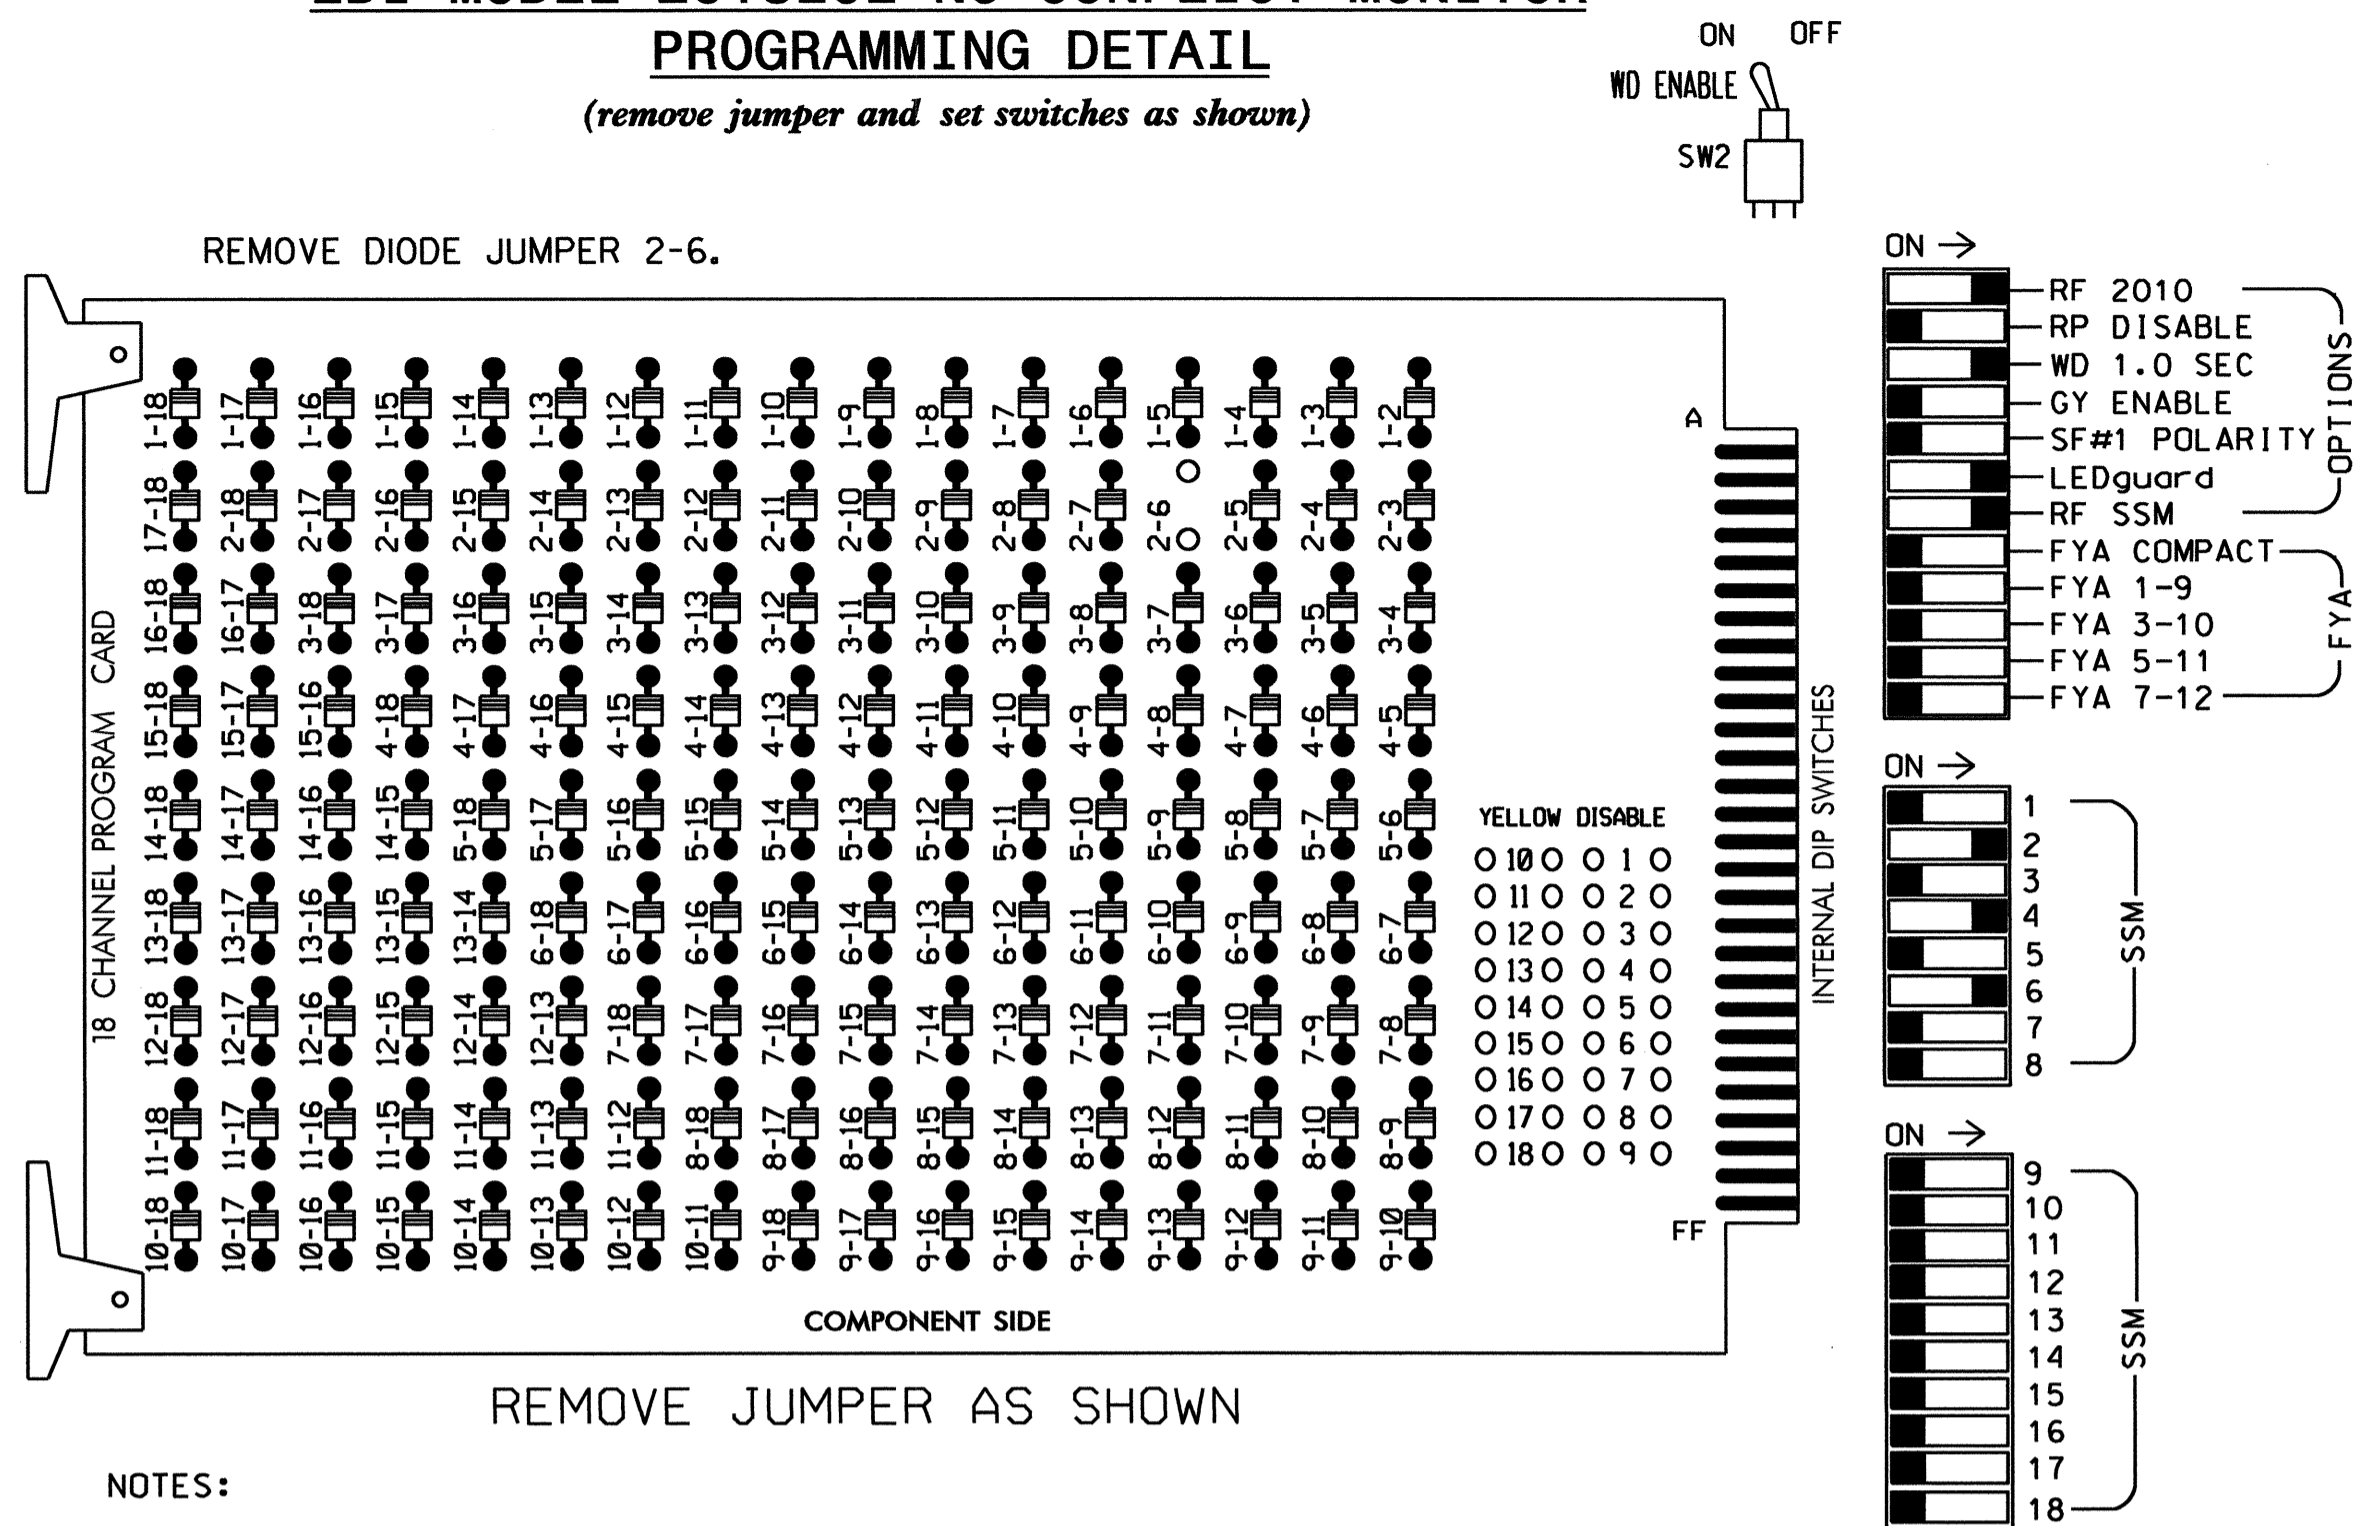 PROGRAMMING DETAIL
(remove jumper and set switches as shown)
ON OFF
WD ENABLE
SW2
REMOVE DIODE JUMPER 2-6.
18 CHANNEL PROGRAM CARD
1-18 1-17 1-16 1-15 1-14 1-13 1-12 1-11 1-10 1-9 1-8 1-7 1-6 1-5 1-4 1-3 1-2
17-18 2-18 2-17 2-16 2-15 2-14 2-13 2-12 2-11 2-10 2-9 2-8 2-7 2-6 2-5 2-4 2-3
16-18 16-17 3-18 3-17 3-16 3-15 3-14 3-13 3-12 3-11 3-10 3-9 3-8 3-7 3-6 3-5 3-4
15-18 15-17 15-16 4-18 4-17 4-16 4-15 4-14 4-13 4-12 4-11 4-10 4-9 4-8 4-7 4-6 4-5
14-18 14-17 14-16 14-15 5-18 5-17 5-16 5-15 5-14 5-13 5-12 5-11 5-10 5-9 5-8 5-7 5-6
13-18 13-17 13-16 13-15 13-14 6-18 6-17 6-16 6-15 6-14 6-13 6-12 6-11 6-10 6-9 6-8 6-7
12-18 12-17 12-16 12-15 12-14 12-13 7-18 7-17 7-16 7-15 7-14 7-13 7-12 7-11 7-10 7-9 7-8
11-18 11-17 11-16 11-15 11-14 11-13 11-12 8-18 8-17 8-16 8-15 8-14 8-13 8-12 8-11 8-10 8-9
10-18 10-17 10-16 10-15 10-14 10-13 10-12 10-11 9-18 9-17 9-16 9-15 9-14 9-13 9-12 9-11 9-10
YELLOW DISABLE
10 1
11 2
12 3
13 4
14 5
15 6
16 7
17 8
18 9
A
FF
COMPONENT SIDE
INTERNAL DIP SWITCHES
ON
RF 2010
RP DISABLE
WD 1.0 SEC
GY ENABLE
SF#1 POLARITY
LEDguard
RF SSM
OPTIONS
FYA COMPACT
FYA 1-9
FYA 3-10
FYA 5-11
FYA 7-12
FYA
ON
1
2
3
4
5
6
7
8
SSM
ON
9
10
11
12
13
14
15
16
17
18
SSM
REMOVE JUMPER AS SHOWN
NOTES: